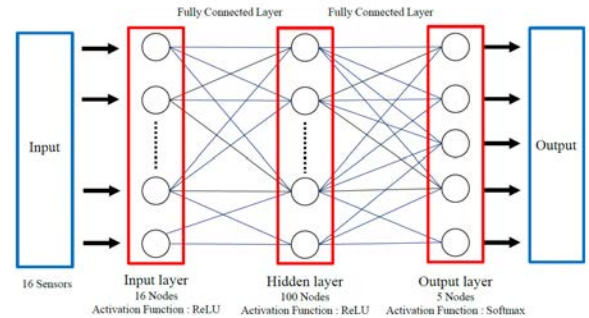 Fully Connected Layer
Fully Connected Layer
Input
Output
16 Sensors
Input layer
16 Nodes
Activation Function : ReLU
Hidden layer
100 Nodes
Activation Function : ReLU
Output layer
5 Nodes
Activation Function : Softmax